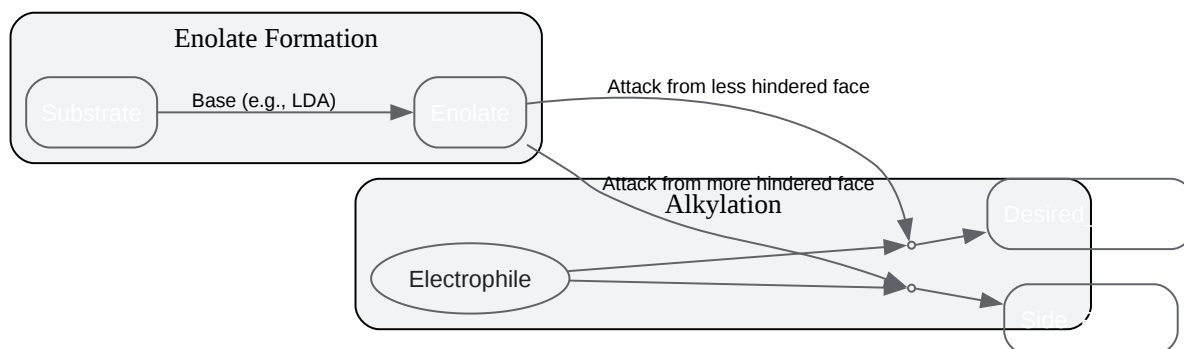 Enolate Formation
Substrate
Base (e.g., LDA)
Enolate
Attack from less hindered face
Attack from more hindered face
Alkylation
Electrophile
Desired
Side